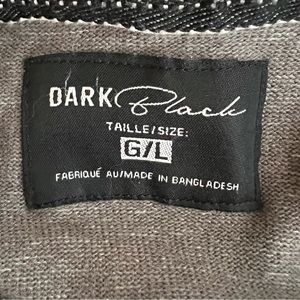 DARK Black
TAILLE/SIZE:
G/L
FABRIQUÉ AU/MADE IN BANGLADESH